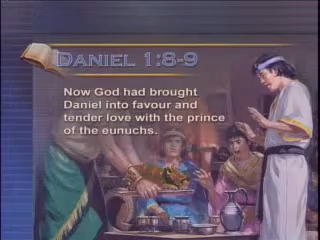 Daniel 1:8-9
Now God had brought
Daniel into favour and
tender love with the prince
of the eunuchs.